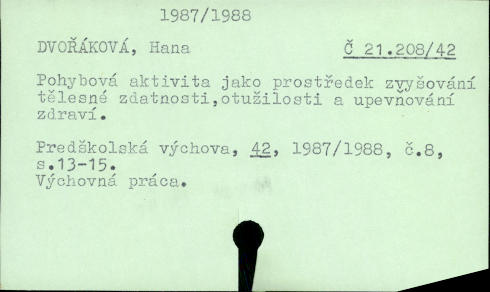 1987/1988
DVOŘÁKOVÁ, Hana Č 21.208/42
Pohybová aktivita jako prostředek zvyšování
tělesné zdatnosti,otužilosti a upevňování
zdraví.
Predškolská výchova, 42, 1987/1988, č.8,
s.13-15.
Výchovná práca.